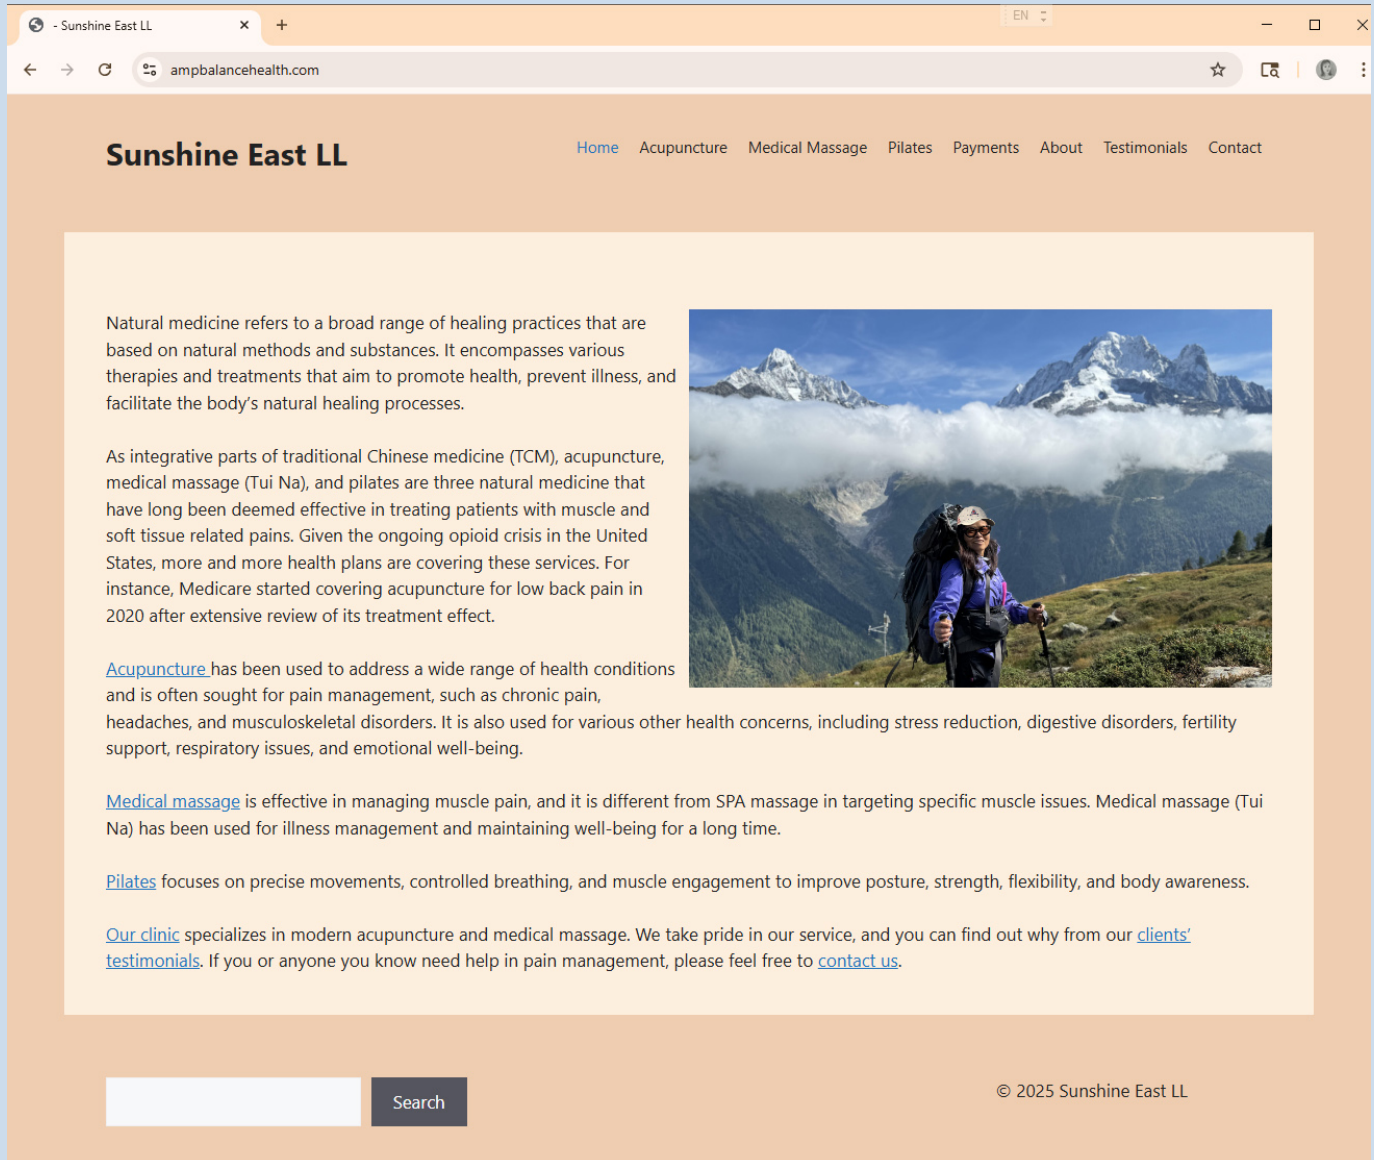 - Sunshine East LL
EN
ampbalancehealth.com
Sunshine East LL
Home Acupuncture Medical Massage Pilates Payments About Testimonials Contact
Natural medicine refers to a broad range of healing practices that are
based on natural methods and substances. It encompasses various
therapies and treatments that aim to promote health, prevent illness, and
facilitate the body's natural healing processes.
As integrative parts of traditional Chinese medicine (TCM), acupuncture,
medical massage (Tui Na), and pilates are three natural medicine that
have long been deemed effective in treating patients with muscle and
soft tissue related pains. Given the ongoing opioid crisis in the United
States, more and more health plans are covering these services. For
instance, Medicare started covering acupuncture for low back pain in
2020 after extensive review of its treatment effect.
Acupuncture has been used to address a wide range of health conditions
and is often sought for pain management, such as chronic pain,
headaches, and musculoskeletal disorders. It is also used for various other health concerns, including stress reduction, digestive disorders, fertility
support, respiratory issues, and emotional well-being.
Medical massage is effective in managing muscle pain, and it is different from SPA massage in targeting specific muscle issues. Medical massage (Tui
Na) has been used for illness management and maintaining well-being for a long time.
Pilates focuses on precise movements, controlled breathing, and muscle engagement to improve posture, strength, flexibility, and body awareness.
Our clinic specializes in modern acupuncture and medical massage. We take pride in our service, and you can find out why from our clients'
testimonials. If you or anyone you know need help in pain management, please feel free to contact us.
Search
© 2025 Sunshine East LL